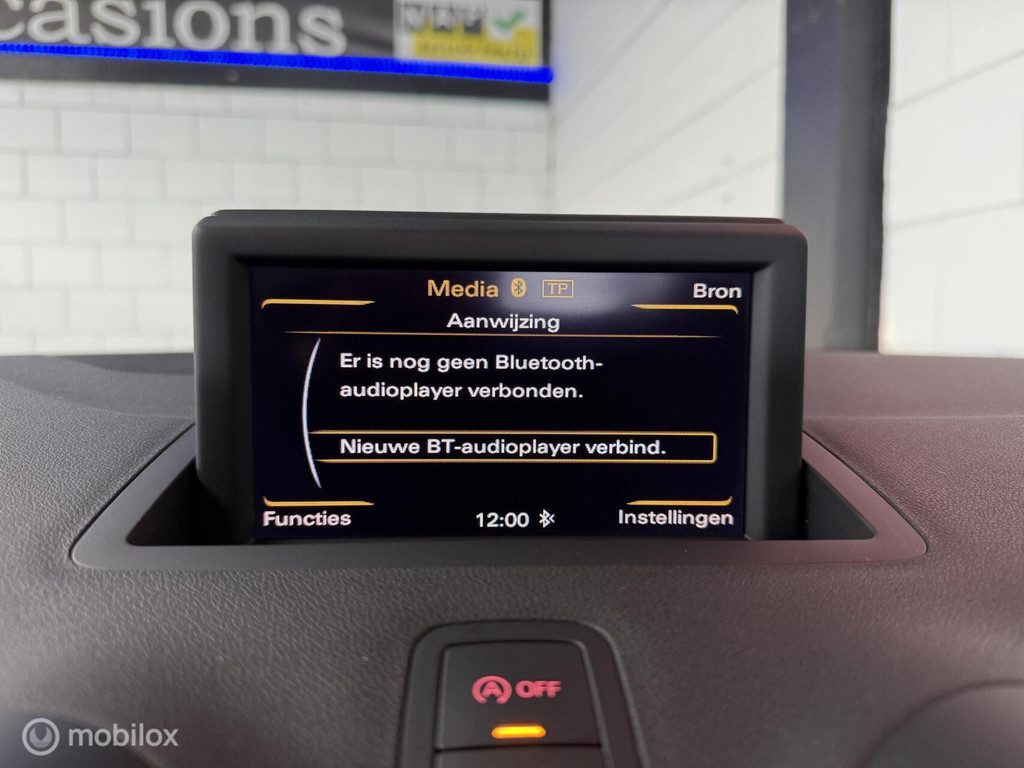 casions
NAP
Media TP
Bron
Aanwijzing
Er is nog geen Bluetooth-
audioplayer verbonden.
Nieuwe BT-audioplayer verbind.
Functies
12:00
Instellingen
A OFF
mobilox